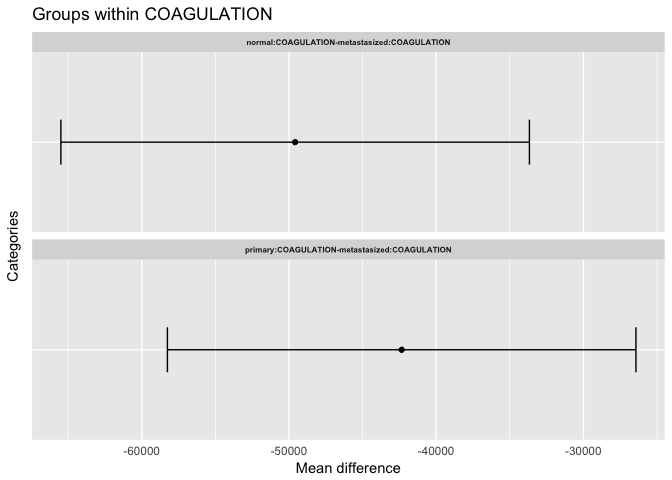 Groups within COAGULATION
normal:COAGULATION-metastasized:COAGULATION
Categories
primary:COAGULATION-metastasized:COAGULATION
-60000 -50000 -40000 -30000
Mean difference